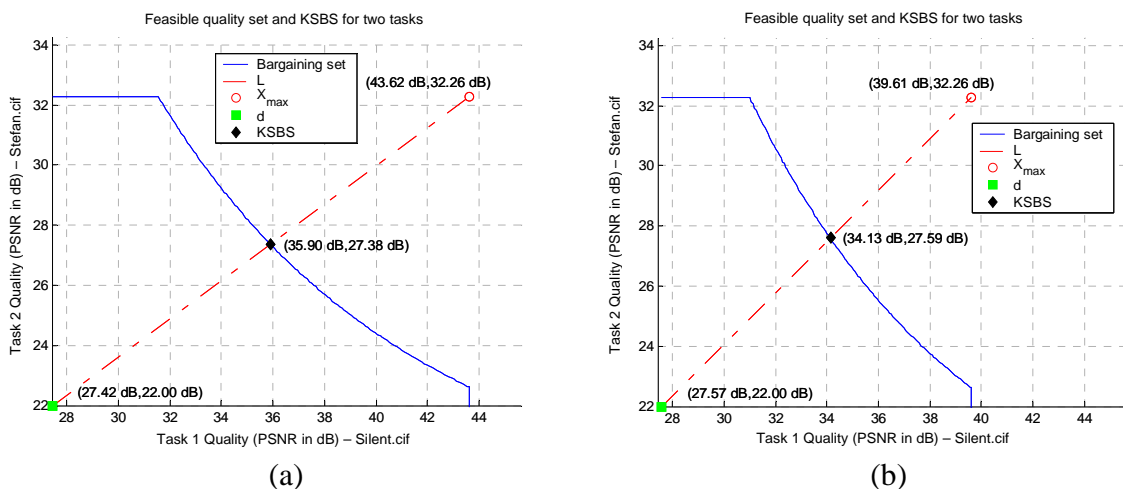 Feasible quality set and KSBS for two tasks
34
32
30
28
26
24
22
Task 2 Quality (PSNR in dB) – Stefan.cif
Bargaining set
L
X_max
d
KSBS
(43.62 dB,32.26 dB)
(35.90 dB,27.38 dB)
(27.42 dB,22.00 dB)
28 30 32 34 36 38 40 42 44
Task 1 Quality (PSNR in dB) – Silent.cif
(a)
Feasible quality set and KSBS for two tasks
34
32
30
28
26
24
22
Task 2 Quality (PSNR in dB) – Stefan.cif
(39.61 dB,32.26 dB)
Bargaining set
L
X_max
d
KSBS
(34.13 dB,27.59 dB)
(27.57 dB,22.00 dB)
28 30 32 34 36 38 40 42 44
Task 1 Quality (PSNR in dB) – Silent.cif
(b)